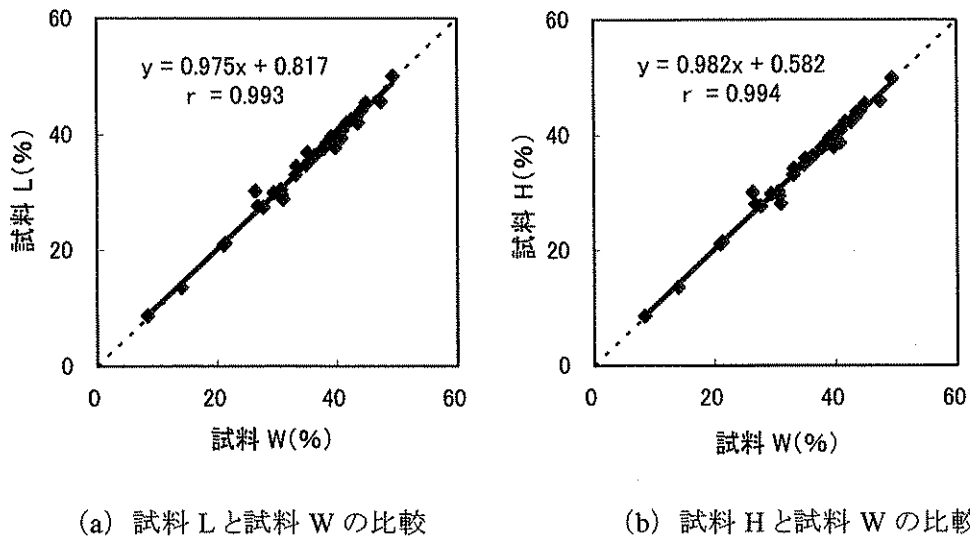 60
40
20
0
試料 L(%)
y = 0.975x + 0.817
r = 0.993
0 20 40 60
試料 W(%)
(a) 試料 L と試料 W の比較
60
40
20
0
試料 H(%)
y = 0.982x + 0.582
r = 0.994
0 20 40 60
試料 W(%)
(b) 試料 H と試料 W の比較